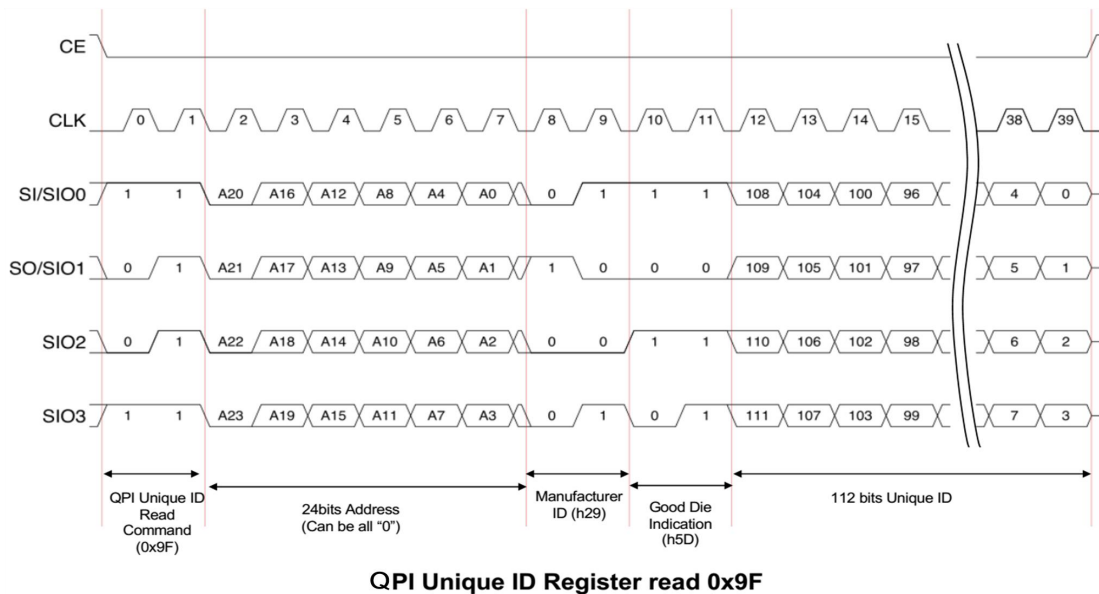 CE
CLK 0 1 2 3 4 5 6 7 8 9 10 11 12 13 14 15 38 39
SI/SIO0 1 1 A20 A16 A12 A8 A4 A0 0 1 1 1 108 104 100 96 4 0
SO/SIO1 0 1 A21 A17 A13 A9 A5 A1 1 0 0 0 109 105 101 97 5 1
SIO2 0 1 A22 A18 A14 A10 A6 A2 0 0 1 1 110 106 102 98 6 2
SIO3 1 1 A23 A19 A15 A11 A7 A3 0 1 0 1 111 107 103 99 7 3
QPI Unique ID
Read
Command
(0x9F)
24bits Address
(Can be all “0”)
Manufacturer
ID (h29)
Good Die
Indication
(h5D)
112 bits Unique ID
QPI Unique ID Register read 0x9F